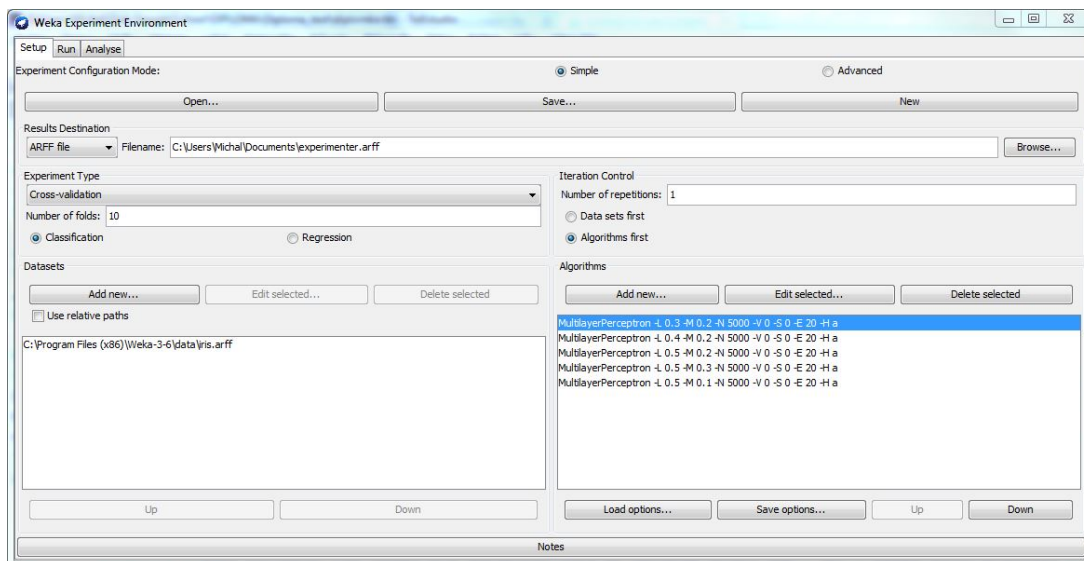 Weka Experiment Environment
Setup Run Analyse
Experiment Configuration Mode: Simple Advanced
Open... Save... New
Results Destination
ARFF file Filename: C:\Users\Michal\Documents\experimenter.arff Browse...
Experiment Type Iteration Control
Cross-validation Number of repetitions: 1
Number of folds: 10 Data sets first
Classification Regression Algorithms first
Datasets Algorithms
Add new... Edit selected... Delete selected Add new... Edit selected... Delete selected
Use relative paths
C:\Program Files (x86)\Weka-3-6\data\iris.arff
MultilayerPerceptron -L 0.3 -M 0.2 -N 5000 -V 0 -S 0 -E 20 -H a
MultilayerPerceptron -L 0.4 -M 0.2 -N 5000 -V 0 -S 0 -E 20 -H a
MultilayerPerceptron -L 0.5 -M 0.2 -N 5000 -V 0 -S 0 -E 20 -H a
MultilayerPerceptron -L 0.5 -M 0.3 -N 5000 -V 0 -S 0 -E 20 -H a
MultilayerPerceptron -L 0.5 -M 0.1 -N 5000 -V 0 -S 0 -E 20 -H a
Up Down Load options... Save options... Up Down
Notes